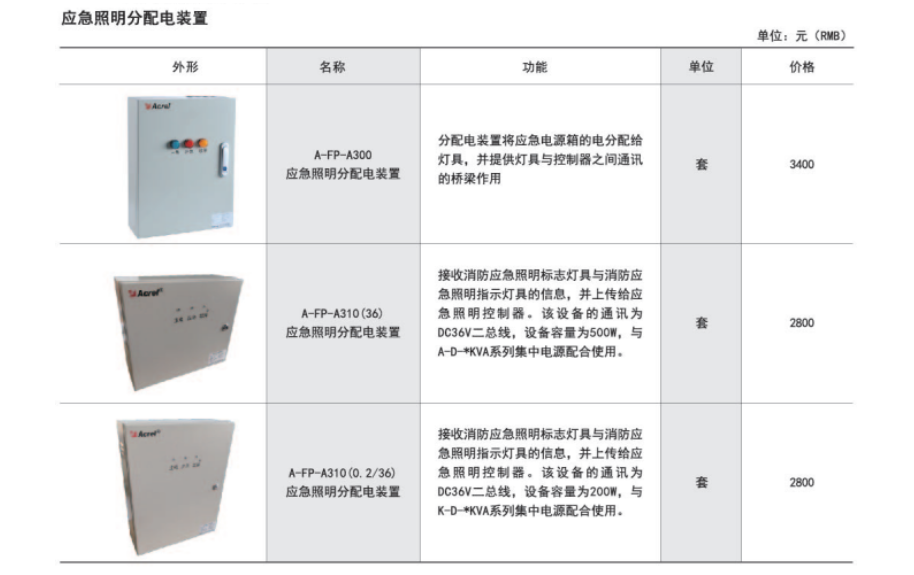 应急照明分配电装置
单位：元（RMB）
外形 名称 功能 单位 价格
Acrel
A-FP-A300
应急照明分配电装置
分配电装置将应急电源箱的电分配给
灯具，并提供灯具与控制器之间通讯
的桥梁作用
套
3400
Acrel
A-FP-A310(36)
应急照明分配电装置
接收消防应急照明标志灯具与消防应
急照明指示灯具的信息，并上传给应
急照明控制器。该设备的通讯为
DC36V二总线，设备容量为500W，与
A-D-*KVA系列集中电源配合使用。
套
2800
Acrel
A-FP-A310(0.2/36)
应急照明分配电装置
接收消防应急照明标志灯具与消防应
急照明指示灯具的信息，并上传给应
急照明控制器。该设备的通讯为
DC36V二总线，设备容量为200W，与
K-D-*KVA系列集中电源配合使用。
套
2800